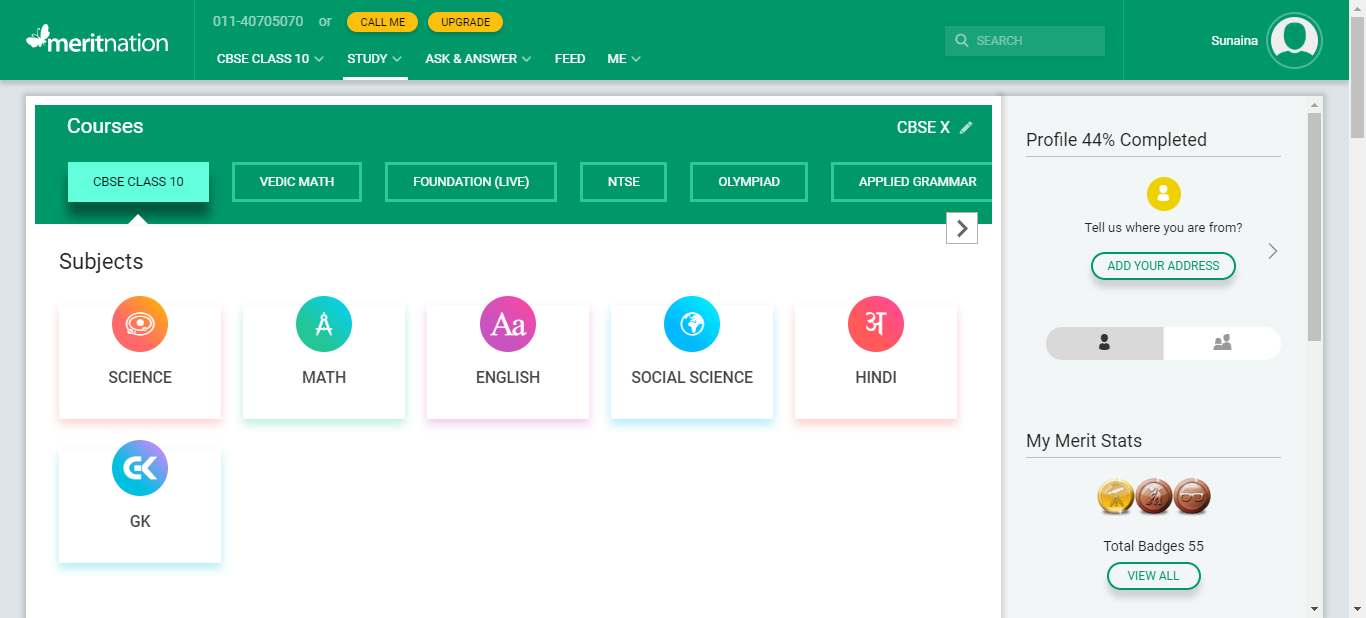 011-40705070 or CALL ME UPGRADE
meritnation
SEARCH
Sunaina
CBSE CLASS 10 STUDY ASK & ANSWER FEED ME
Courses
CBSE X
CBSE CLASS 10 VEDIC MATH FOUNDATION (LIVE) NTSE OLYMPIAD APPLIED GRAMMAR
Subjects
SCIENCE
MATH
Aa
ENGLISH
SOCIAL SCIENCE
अ
HINDI
GK
GK
Profile 44% Completed
Tell us where you are from?
ADD YOUR ADDRESS
My Merit Stats
Total Badges 55
VIEW ALL